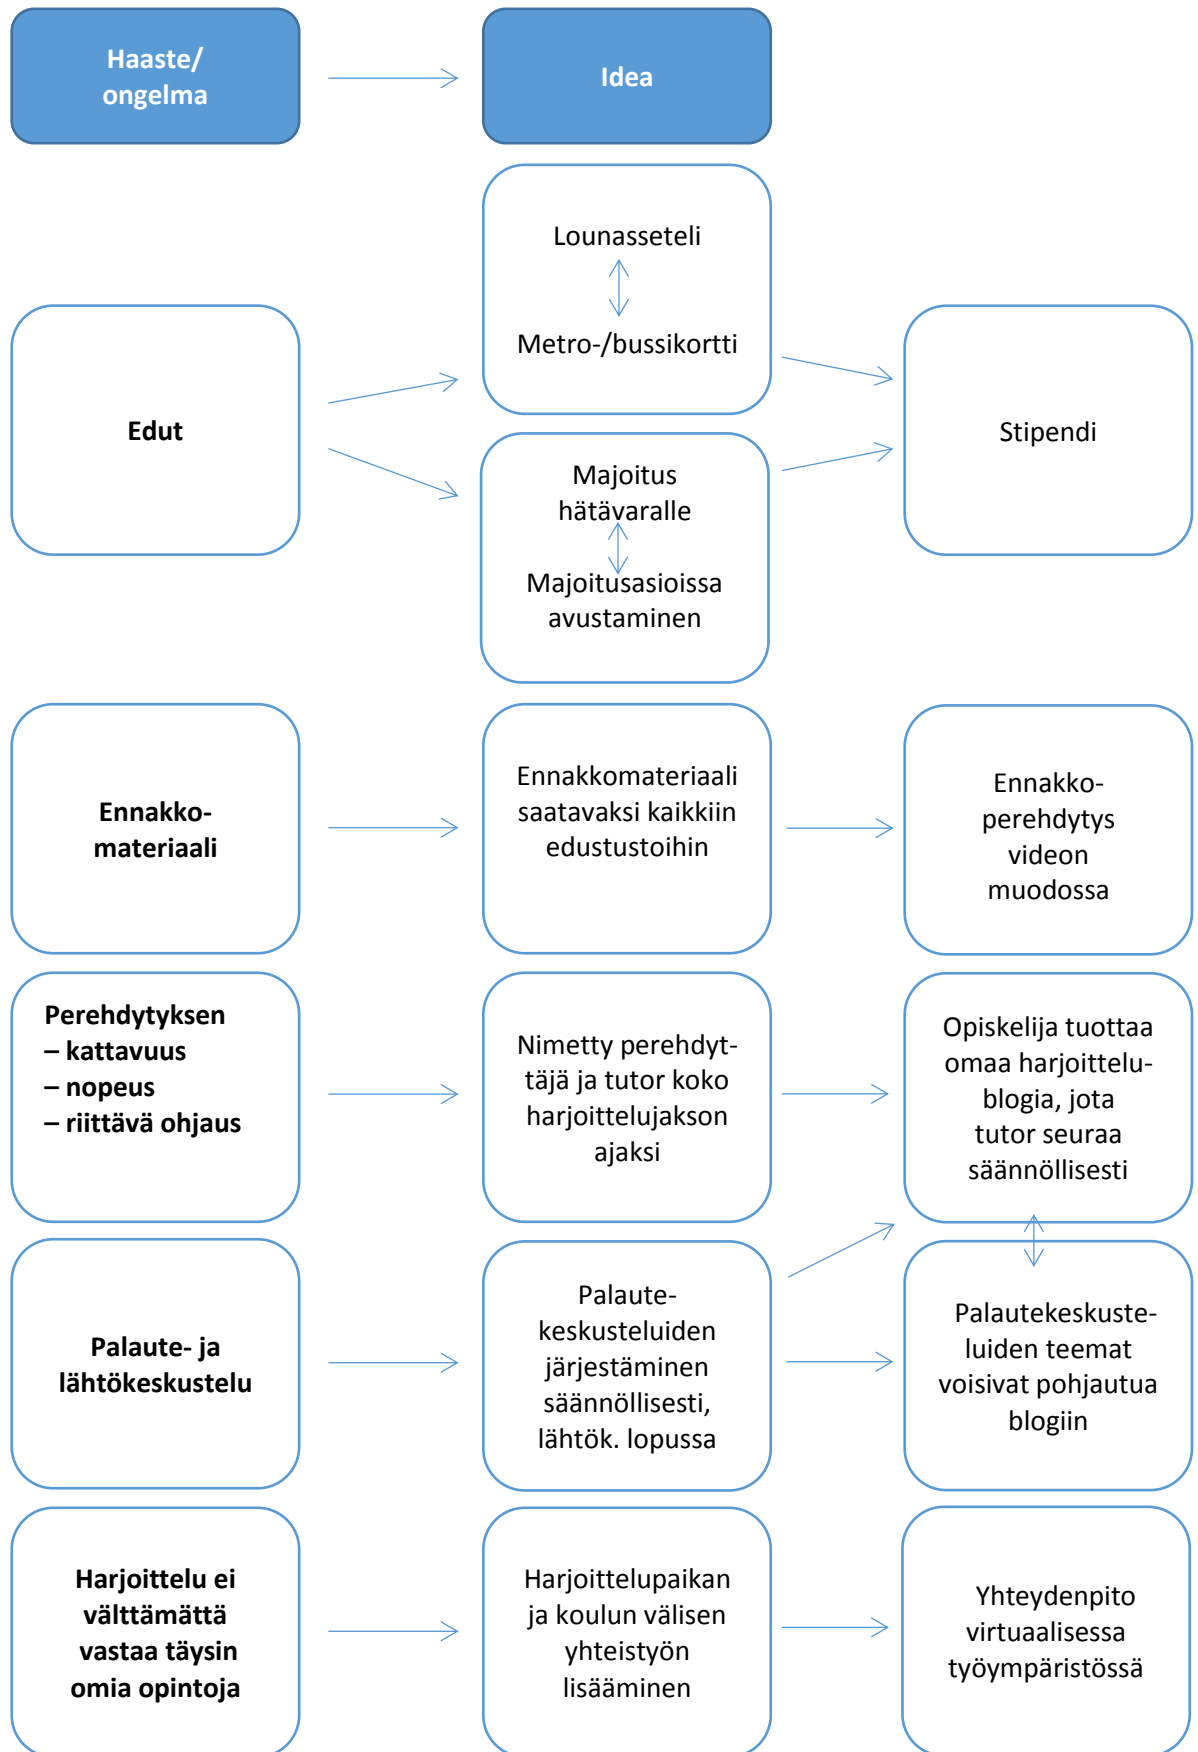 Haaste/
ongelma
Idea
Lounasseteli
Metro-/bussikortti
Edut
Stipendi
Majoitus
hätävaralle
Majoitusasioissa
avustaminen
Ennakko-
materiaali
Ennakkomateriaali
saatavaksi kaikkiin
edustustoihin
Ennakko-
perehdytys
videon
muodossa
Perehdytyksen
– kattavuus
– nopeus
– riittävä ohjaus
Nimetty perehdyt-
täjä ja tutor koko
harjoittelujakson
ajaksi
Opiskelija tuottaa
omaa harjoittelu-
blogia, jota
tutor seuraa
säännöllisesti
Palaute- ja
lähtökeskustelu
Palaute-
keskusteluiden
järjestäminen
säännöllisesti,
lähtök. lopussa
Palautekeskuste-
luiden teemat
voisivat pohjautua
blogiin
Harjoittelu ei
välttämättä
vastaa täysin
omia opintoja
Harjoittelupaikan
ja koulun välisen
yhteistyön
lisääminen
Yhteydenpito
virtuaalisessa
työympäristössä